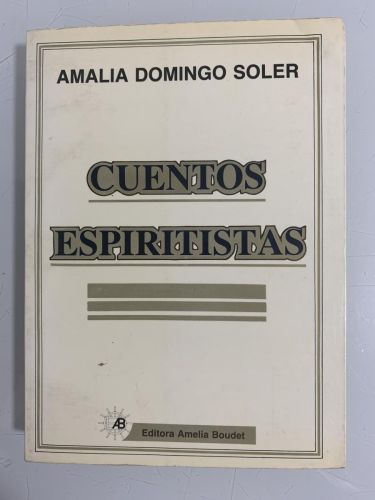 AMALIA DOMINGO SOLER
CUENTOS
ESPIRITISTAS
AB
Editora Amelia Boudet